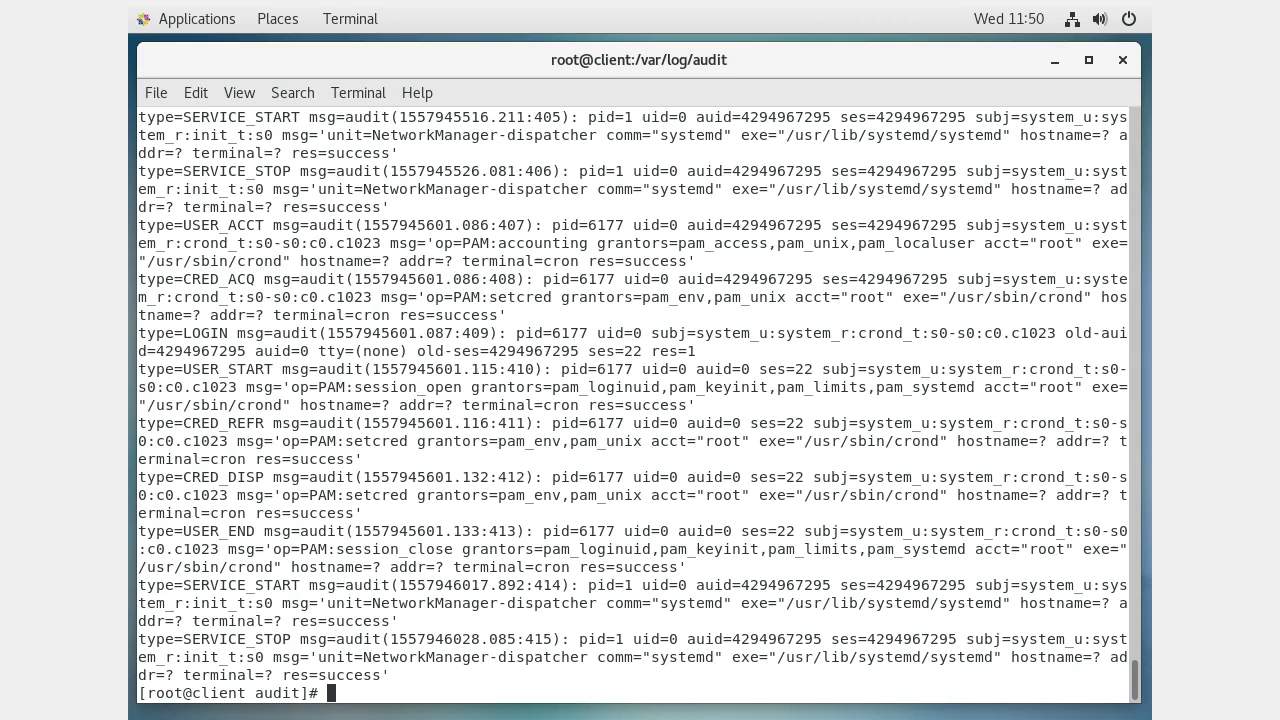 Applications Places Terminal Wed 11:50
root@client:/var/log/audit
File Edit View Search Terminal Help
type=SERVICE_START msg=audit(1557945516.211:405): pid=1 uid=0 auid=4294967295 ses=4294967295 subj=system_u:sys
tem_r:init_t:s0 msg='unit=NetworkManager-dispatcher comm="systemd" exe="/usr/lib/systemd/systemd" hostname=? a
ddr=? terminal=? res=success'
type=SERVICE_STOP msg=audit(1557945526.081:406): pid=1 uid=0 auid=4294967295 ses=4294967295 subj=system_u:syst
em_r:init_t:s0 msg='unit=NetworkManager-dispatcher comm="systemd" exe="/usr/lib/systemd/systemd" hostname=? ad
dr=? terminal=? res=success'
type=USER_ACCT msg=audit(1557945601.086:407): pid=6177 uid=0 auid=4294967295 ses=4294967295 subj=system_u:syst
em_r:crond_t:s0-s0:c0.c1023 msg='op=PAM:accounting grantors=pam_access,pam_unix,pam_localuser acct="root" exe=
"/usr/sbin/crond" hostname=? addr=? terminal=cron res=success'
type=CRED_ACQ msg=audit(1557945601.086:408): pid=6177 uid=0 auid=4294967295 ses=4294967295 subj=system_u:syste
m_r:crond_t:s0-s0:c0.c1023 msg='op=PAM:setcred grantors=pam_env,pam_unix acct="root" exe="/usr/sbin/crond" hos
tname=? addr=? terminal=cron res=success'
type=LOGIN msg=audit(1557945601.087:409): pid=6177 uid=0 subj=system_u:system_r:crond_t:s0-s0:c0.c1023 old-aui
d=4294967295 auid=0 tty=(none) old-ses=4294967295 ses=22 res=1
type=USER_START msg=audit(1557945601.115:410): pid=6177 uid=0 auid=0 ses=22 subj=system_u:system_r:crond_t:s0-
s0:c0.c1023 msg='op=PAM:session_open grantors=pam_loginuid,pam_keyinit,pam_limits,pam_systemd acct="root" exe=
"/usr/sbin/crond" hostname=? addr=? terminal=cron res=success'
type=CRED_REFR msg=audit(1557945601.116:411): pid=6177 uid=0 auid=0 ses=22 subj=system_u:system_r:crond_t:s0-s
0:c0.c1023 msg='op=PAM:setcred grantors=pam_env,pam_unix acct="root" exe="/usr/sbin/crond" hostname=? addr=? t
erminal=cron res=success'
type=CRED_DISP msg=audit(1557945601.132:412): pid=6177 uid=0 auid=0 ses=22 subj=system_u:system_r:crond_t:s0-s
0:c0.c1023 msg='op=PAM:setcred grantors=pam_env,pam_unix acct="root" exe="/usr/sbin/crond" hostname=? addr=? t
erminal=cron res=success'
type=USER_END msg=audit(1557945601.133:413): pid=6177 uid=0 auid=0 ses=22 subj=system_u:system_r:crond_t:s0-s0
:c0.c1023 msg='op=PAM:session_close grantors=pam_loginuid,pam_keyinit,pam_limits,pam_systemd acct="root" exe="
/usr/sbin/crond" hostname=? addr=? terminal=cron res=success'
type=SERVICE_START msg=audit(1557946017.892:414): pid=1 uid=0 auid=4294967295 ses=4294967295 subj=system_u:sys
tem_r:init_t:s0 msg='unit=NetworkManager-dispatcher comm="systemd" exe="/usr/lib/systemd/systemd" hostname=? a
ddr=? terminal=? res=success'
type=SERVICE_STOP msg=audit(1557946028.085:415): pid=1 uid=0 auid=4294967295 ses=4294967295 subj=system_u:syst
em_r:init_t:s0 msg='unit=NetworkManager-dispatcher comm="systemd" exe="/usr/lib/systemd/systemd" hostname=? ad
dr=? terminal=? res=success'
[root@client audit]#